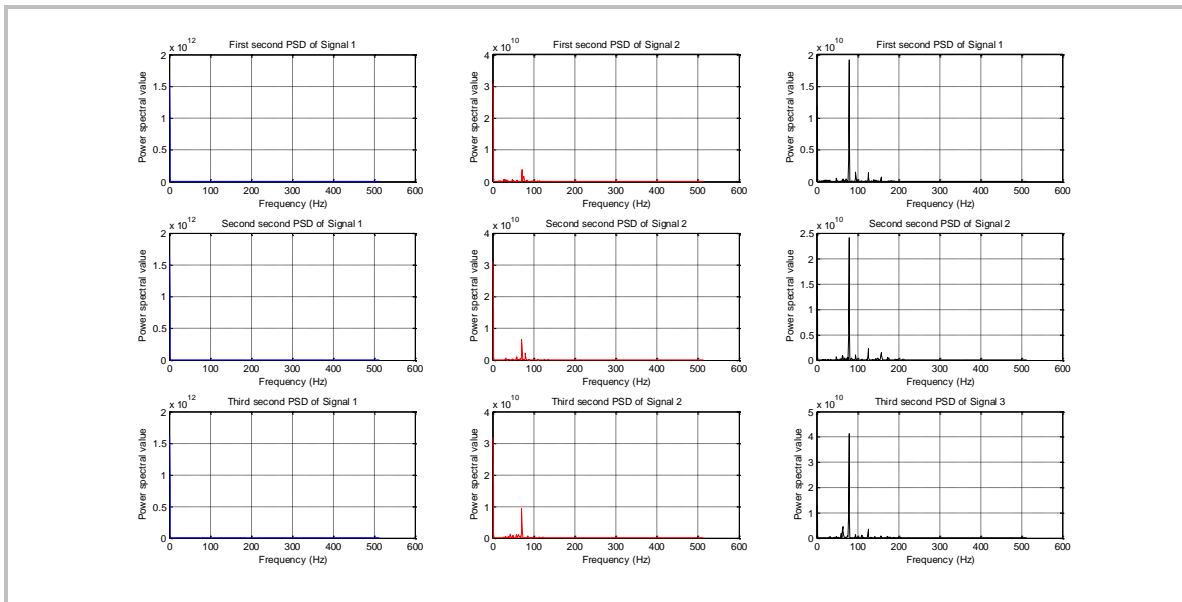 x 10^12
First second PSD of Signal 1
Power spectral value
2
1.5
1
0.5
0
0 100 200 300 400 500 600
Frequency (Hz)
x 10^10
First second PSD of Signal 2
Power spectral value
4
3
2
1
0
0 100 200 300 400 500 600
Frequency (Hz)
x 10^10
First second PSD of Signal 1
Power spectral value
2
1.5
1
0.5
0
0 100 200 300 400 500 600
Frequency (Hz)
x 10^12
Second second PSD of Signal 1
Power spectral value
2
1.5
1
0.5
0
0 100 200 300 400 500 600
Frequency (Hz)
x 10^10
Second second PSD of Signal 2
Power spectral value
4
3
2
1
0
0 100 200 300 400 500 600
Frequency (Hz)
x 10^10
Second second PSD of Signal 2
Power spectral value
2.5
2
1.5
1
0.5
0
0 100 200 300 400 500 600
Frequency (Hz)
x 10^12
Third second PSD of Signal 1
Power spectral value
2
1.5
1
0.5
0
0 100 200 300 400 500 600
Frequency (Hz)
x 10^10
Third second PSD of Signal 2
Power spectral value
4
3
2
1
0
0 100 200 300 400 500 600
Frequency (Hz)
x 10^10
Third second PSD of Signal 3
Power spectral value
5
4
3
2
1
0
0 100 200 300 400 500 600
Frequency (Hz)